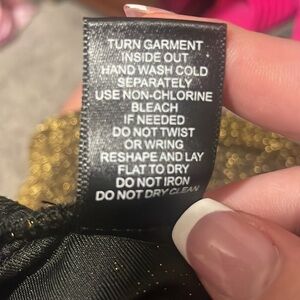 TURN GARMENT
INSIDE OUT
HAND WASH COLD
SEPARATELY
USE NON-CHLORINE
BLEACH
IF NEEDED
DO NOT TWIST
OR WRING
RESHAPE AND LAY
FLAT TO DRY
DO NOT IRON
DO NOT DRY CLEAN